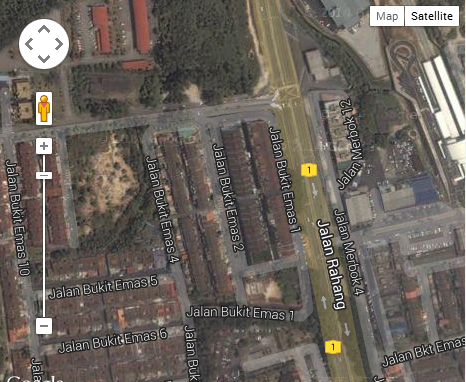 Map
Satellite
Jalan Merbok 12
Jalan Bukit Emas 10
Jalan Bukit Emas 4
Jalan Bukit Emas 2
Jalan Bukit Emas 1
1
Jalan Merbok 4
Jalan Rahang
Jalan Bukit Emas 5
Jalan Bukit Emas 1
Jalan Bukit Emas 6
1
Jalan Bkt Emas
Jalan Buk
Google